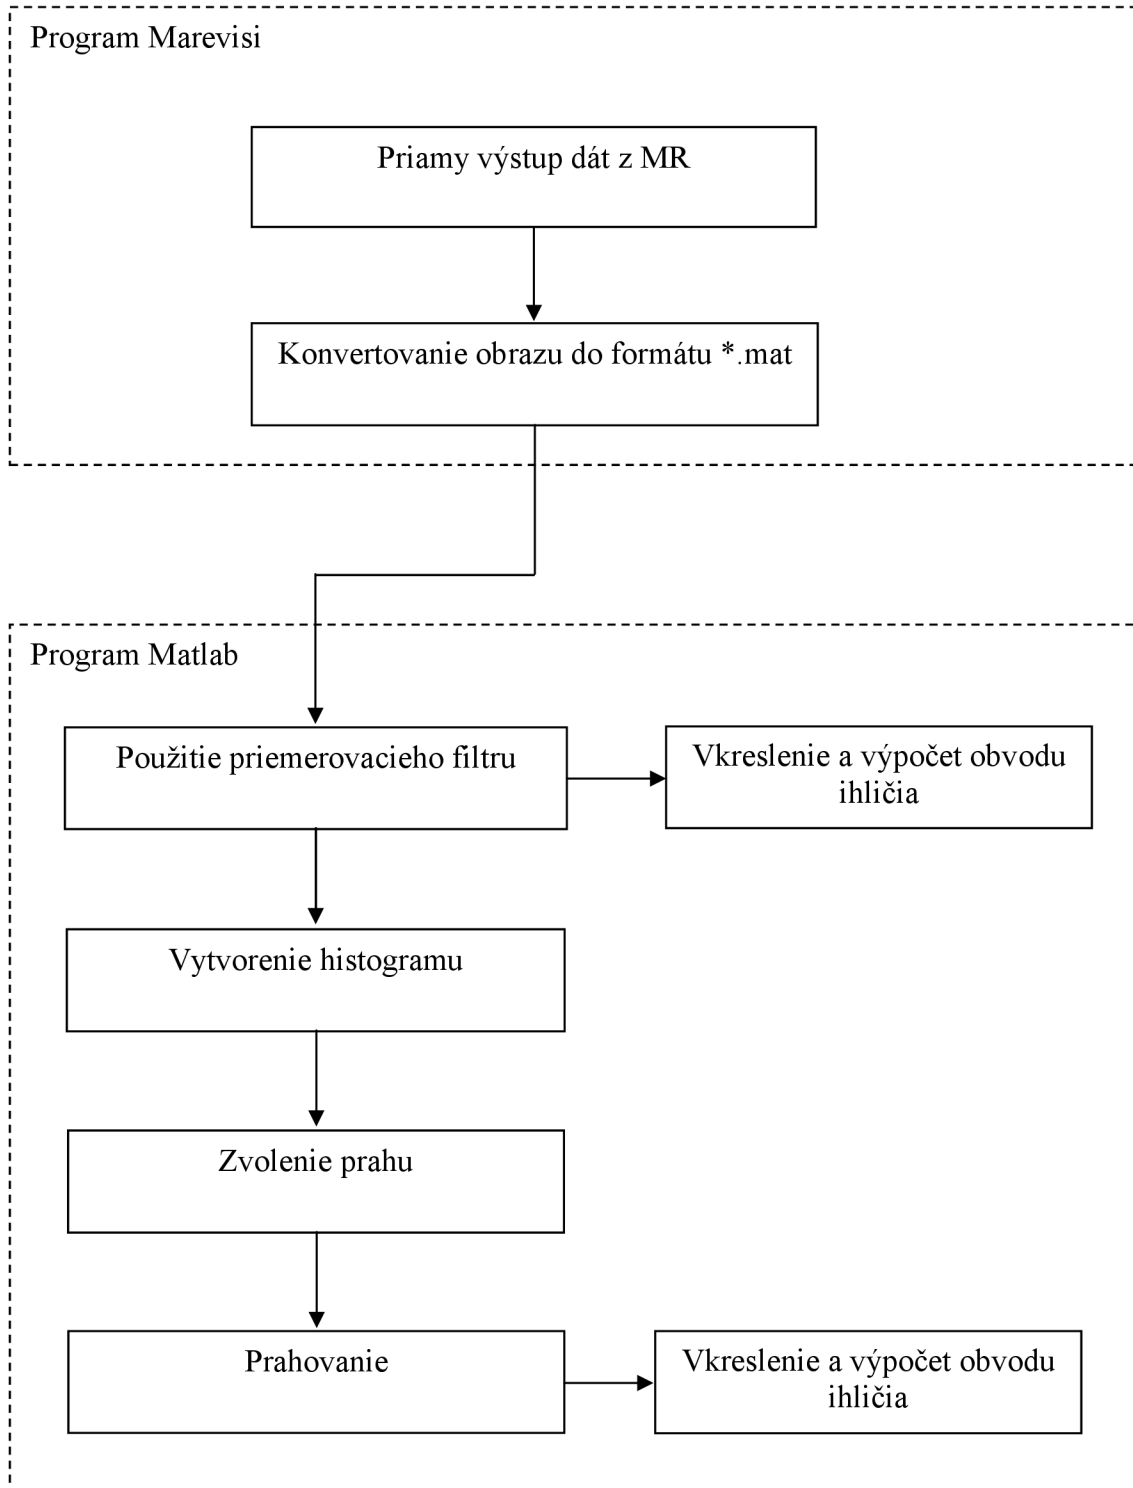 Program Marevisi
Priamy výstup dát z MR
Konvertovanie obrazu do formátu *.mat
Program Matlab
Použitie priemerovacieho filtru
Vkreslenie a výpočet obvodu
ihličia
Vytvorenie histogramu
Zvolenie prahu
Prahovanie
Vkreslenie a výpočet obvodu
ihličia